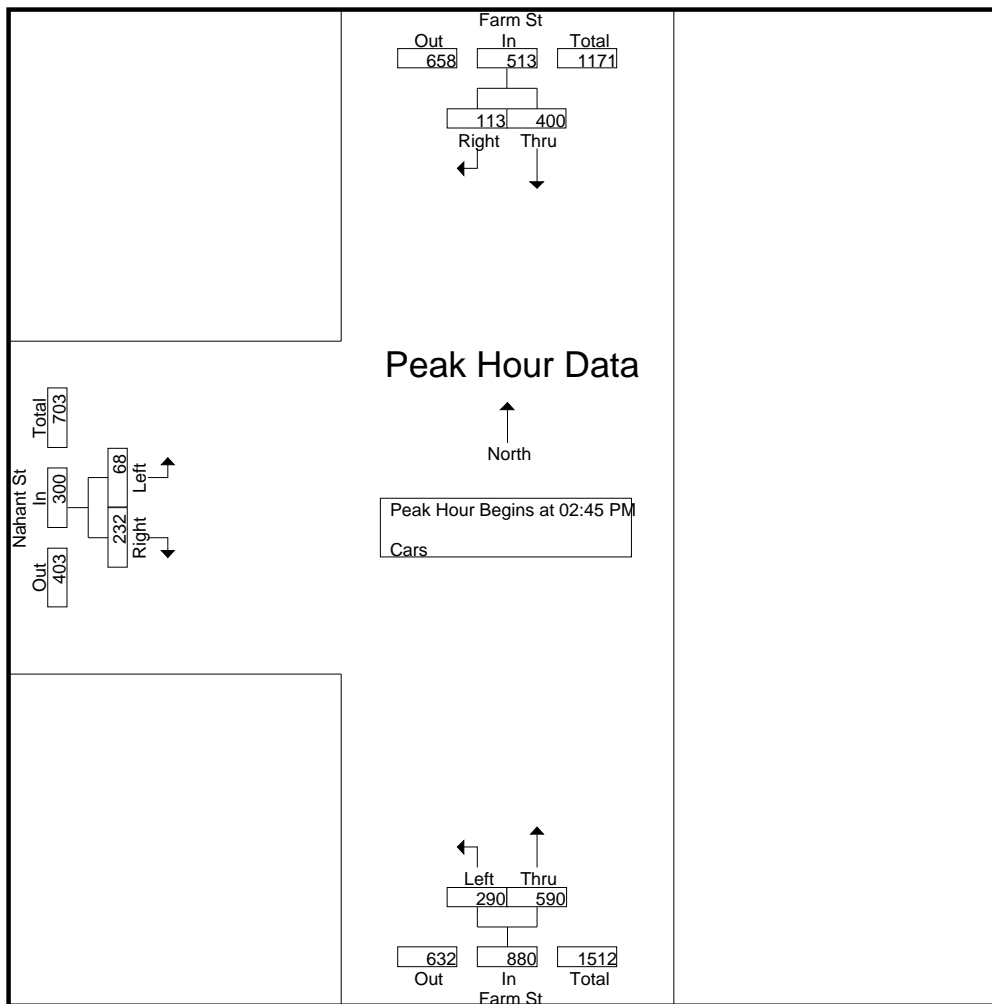 Farm St
Out In Total
658 513 1171
113 400
Right Thru
Peak Hour Data
North
Peak Hour Begins at 02:45 PM
Cars
Nahant St
Out In Total
403 300 703
232 68
Right Left
Left Thru
290 590
632 880 1512
Out In Total
Farm St